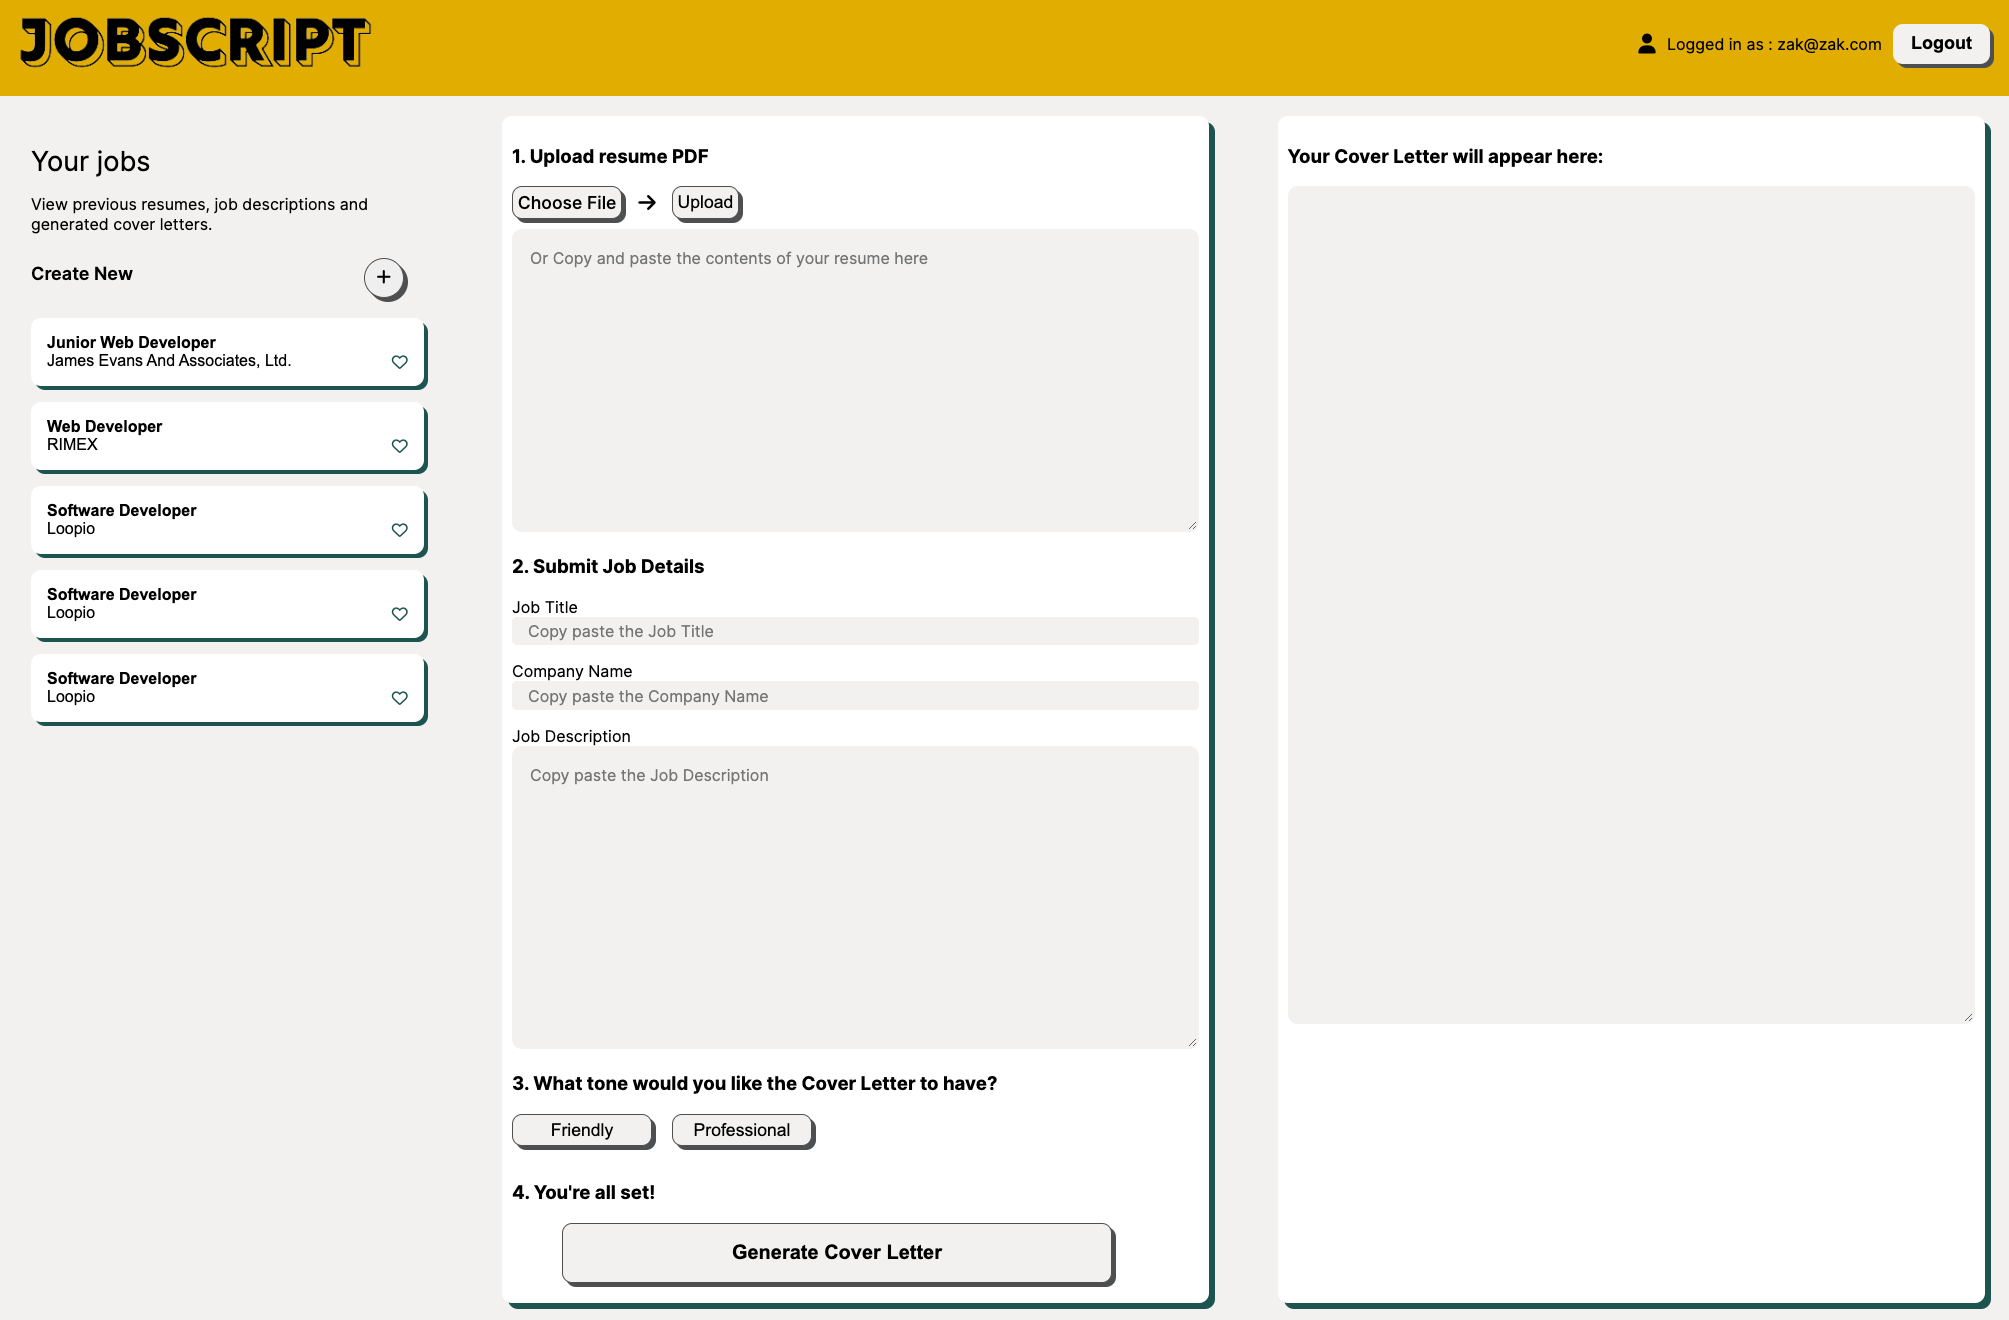 JOBSCRIPT
Logged in as : zak@zak.com
Logout
Your jobs
View previous resumes, job descriptions and
generated cover letters.
Create New
+
Junior Web Developer
James Evans And Associates, Ltd.
Web Developer
RIMEX
Software Developer
Loopio
Software Developer
Loopio
Software Developer
Loopio
1. Upload resume PDF
Choose File → Upload
Or Copy and paste the contents of your resume here
2. Submit Job Details
Job Title
Copy paste the Job Title
Company Name
Copy paste the Company Name
Job Description
Copy paste the Job Description
3. What tone would you like the Cover Letter to have?
Friendly Professional
4. You're all set!
Generate Cover Letter
Your Cover Letter will appear here: